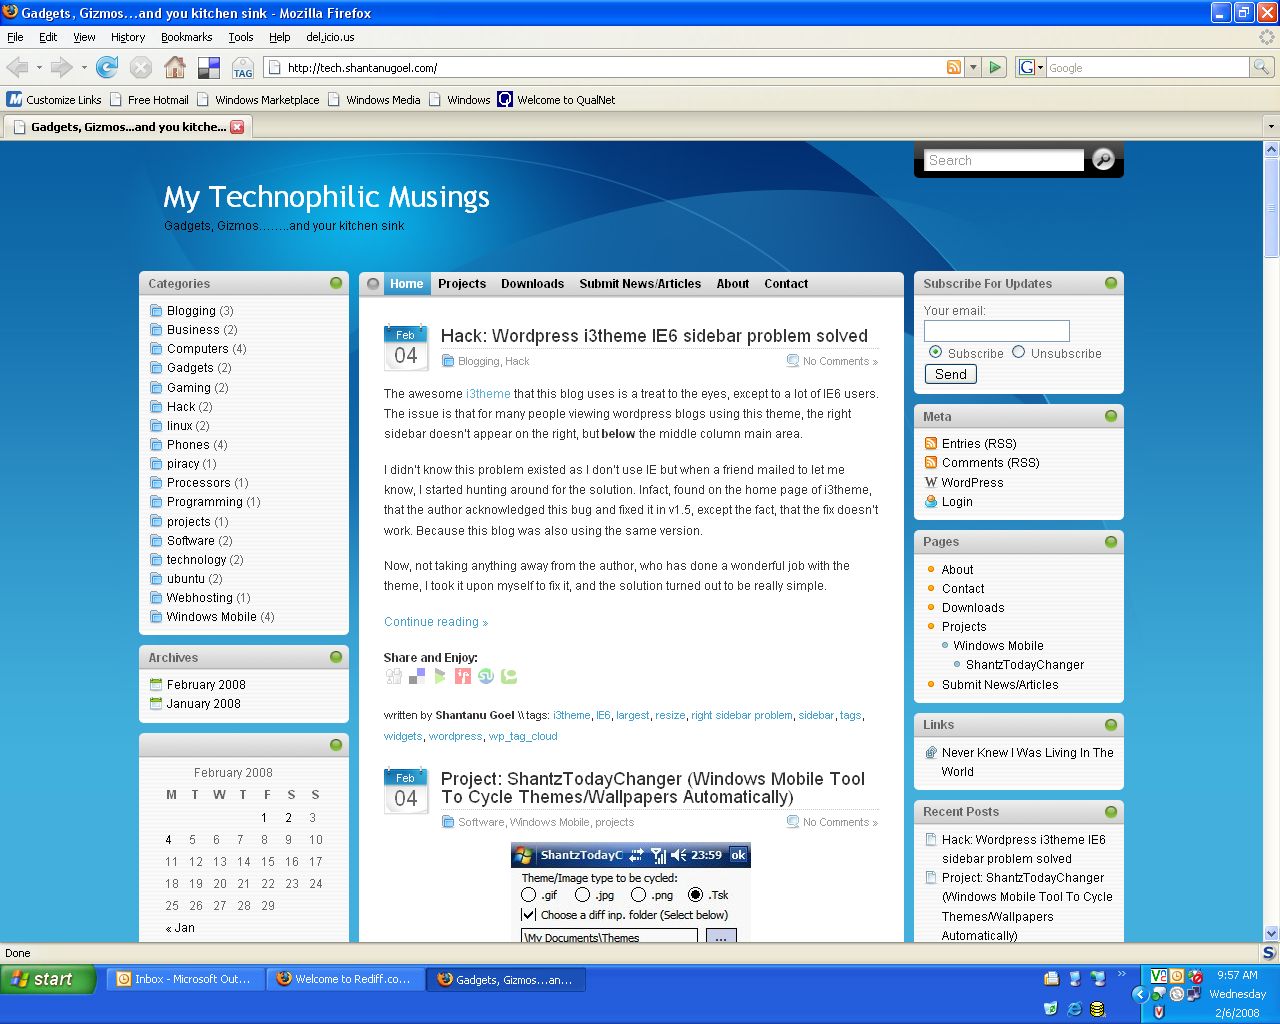 Gadgets, Gizmos...and you kitchen sink - Mozilla Firefox
File Edit View History Bookmarks Tools Help del.icio.us
TAG
http://tech.shantanugoel.com/
G Google
Customize Links Free Hotmail Windows Marketplace Windows Media Windows Welcome to QualNet
Gadgets, Gizmos...and you kitche...
Search
My Technophilic Musings
Gadgets, Gizmos........and your kitchen sink
Categories
Blogging (3)
Business (2)
Computers (4)
Gadgets (2)
Gaming (2)
Hack (2)
linux (2)
Phones (4)
piracy (1)
Processors (1)
Programming (1)
projects (1)
Software (2)
technology (2)
ubuntu (2)
Webhosting (1)
Windows Mobile (4)
Archives
February 2008
January 2008
February 2008
M T W T F S S
1 2 3
4 5 6 7 8 9 10
11 12 13 14 15 16 17
18 19 20 21 22 23 24
25 26 27 28 29
« Jan
Home Projects Downloads Submit News/Articles About Contact
Feb
04
Hack: Wordpress i3theme IE6 sidebar problem solved
Blogging, Hack
No Comments »
The awesome i3theme that this blog uses is a treat to the eyes, except to a lot of IE6 users.
The issue is that for many people viewing wordpress blogs using this theme, the right
sidebar doesn't appear on the right, but below the middle column main area.
I didn't know this problem existed as I don't use IE but when a friend mailed to let me
know, I started hunting around for the solution. Infact, found on the home page of i3theme,
that the author acknowledged this bug and fixed it in v1.5, except the fact, that the fix doesn't
work. Because this blog was also using the same version.
Now, not taking anything away from the author, who has done a wonderful job with the
theme, I took it upon myself to fix it, and the solution turned out to be really simple.
Continue reading »
Share and Enjoy:
written by Shantanu Goel \\ tags: i3theme, IE6, largest, resize, right sidebar problem, sidebar, tags,
widgets, wordpress, wp_tag_cloud
Feb
04
Project: ShantzTodayChanger (Windows Mobile Tool
To Cycle Themes/Wallpapers Automatically)
Software, Windows Mobile, projects
No Comments »
ShantzTodayC 23:59 ok
Theme/Image type to be cycled:
.gif .jpg .png .Tsk
Choose a diff inp. folder (Select below)
\My Documents\Themes ...
Subscribe For Updates
Your email:
Subscribe Unsubscribe
Send
Meta
Entries (RSS)
Comments (RSS)
WordPress
Login
Pages
About
Contact
Downloads
Projects
Windows Mobile
ShantzTodayChanger
Submit News/Articles
Links
Never Knew I Was Living In The
World
Recent Posts
Hack: Wordpress i3theme IE6
sidebar problem solved
Project: ShantzTodayChanger
(Windows Mobile Tool To Cycle
Themes/Wallpapers
Automatically)
Done
start
Inbox - Microsoft Out...
Welcome to Rediff.co...
Gadgets, Gizmos...an...
9:57 AM
Wednesday
2/6/2008